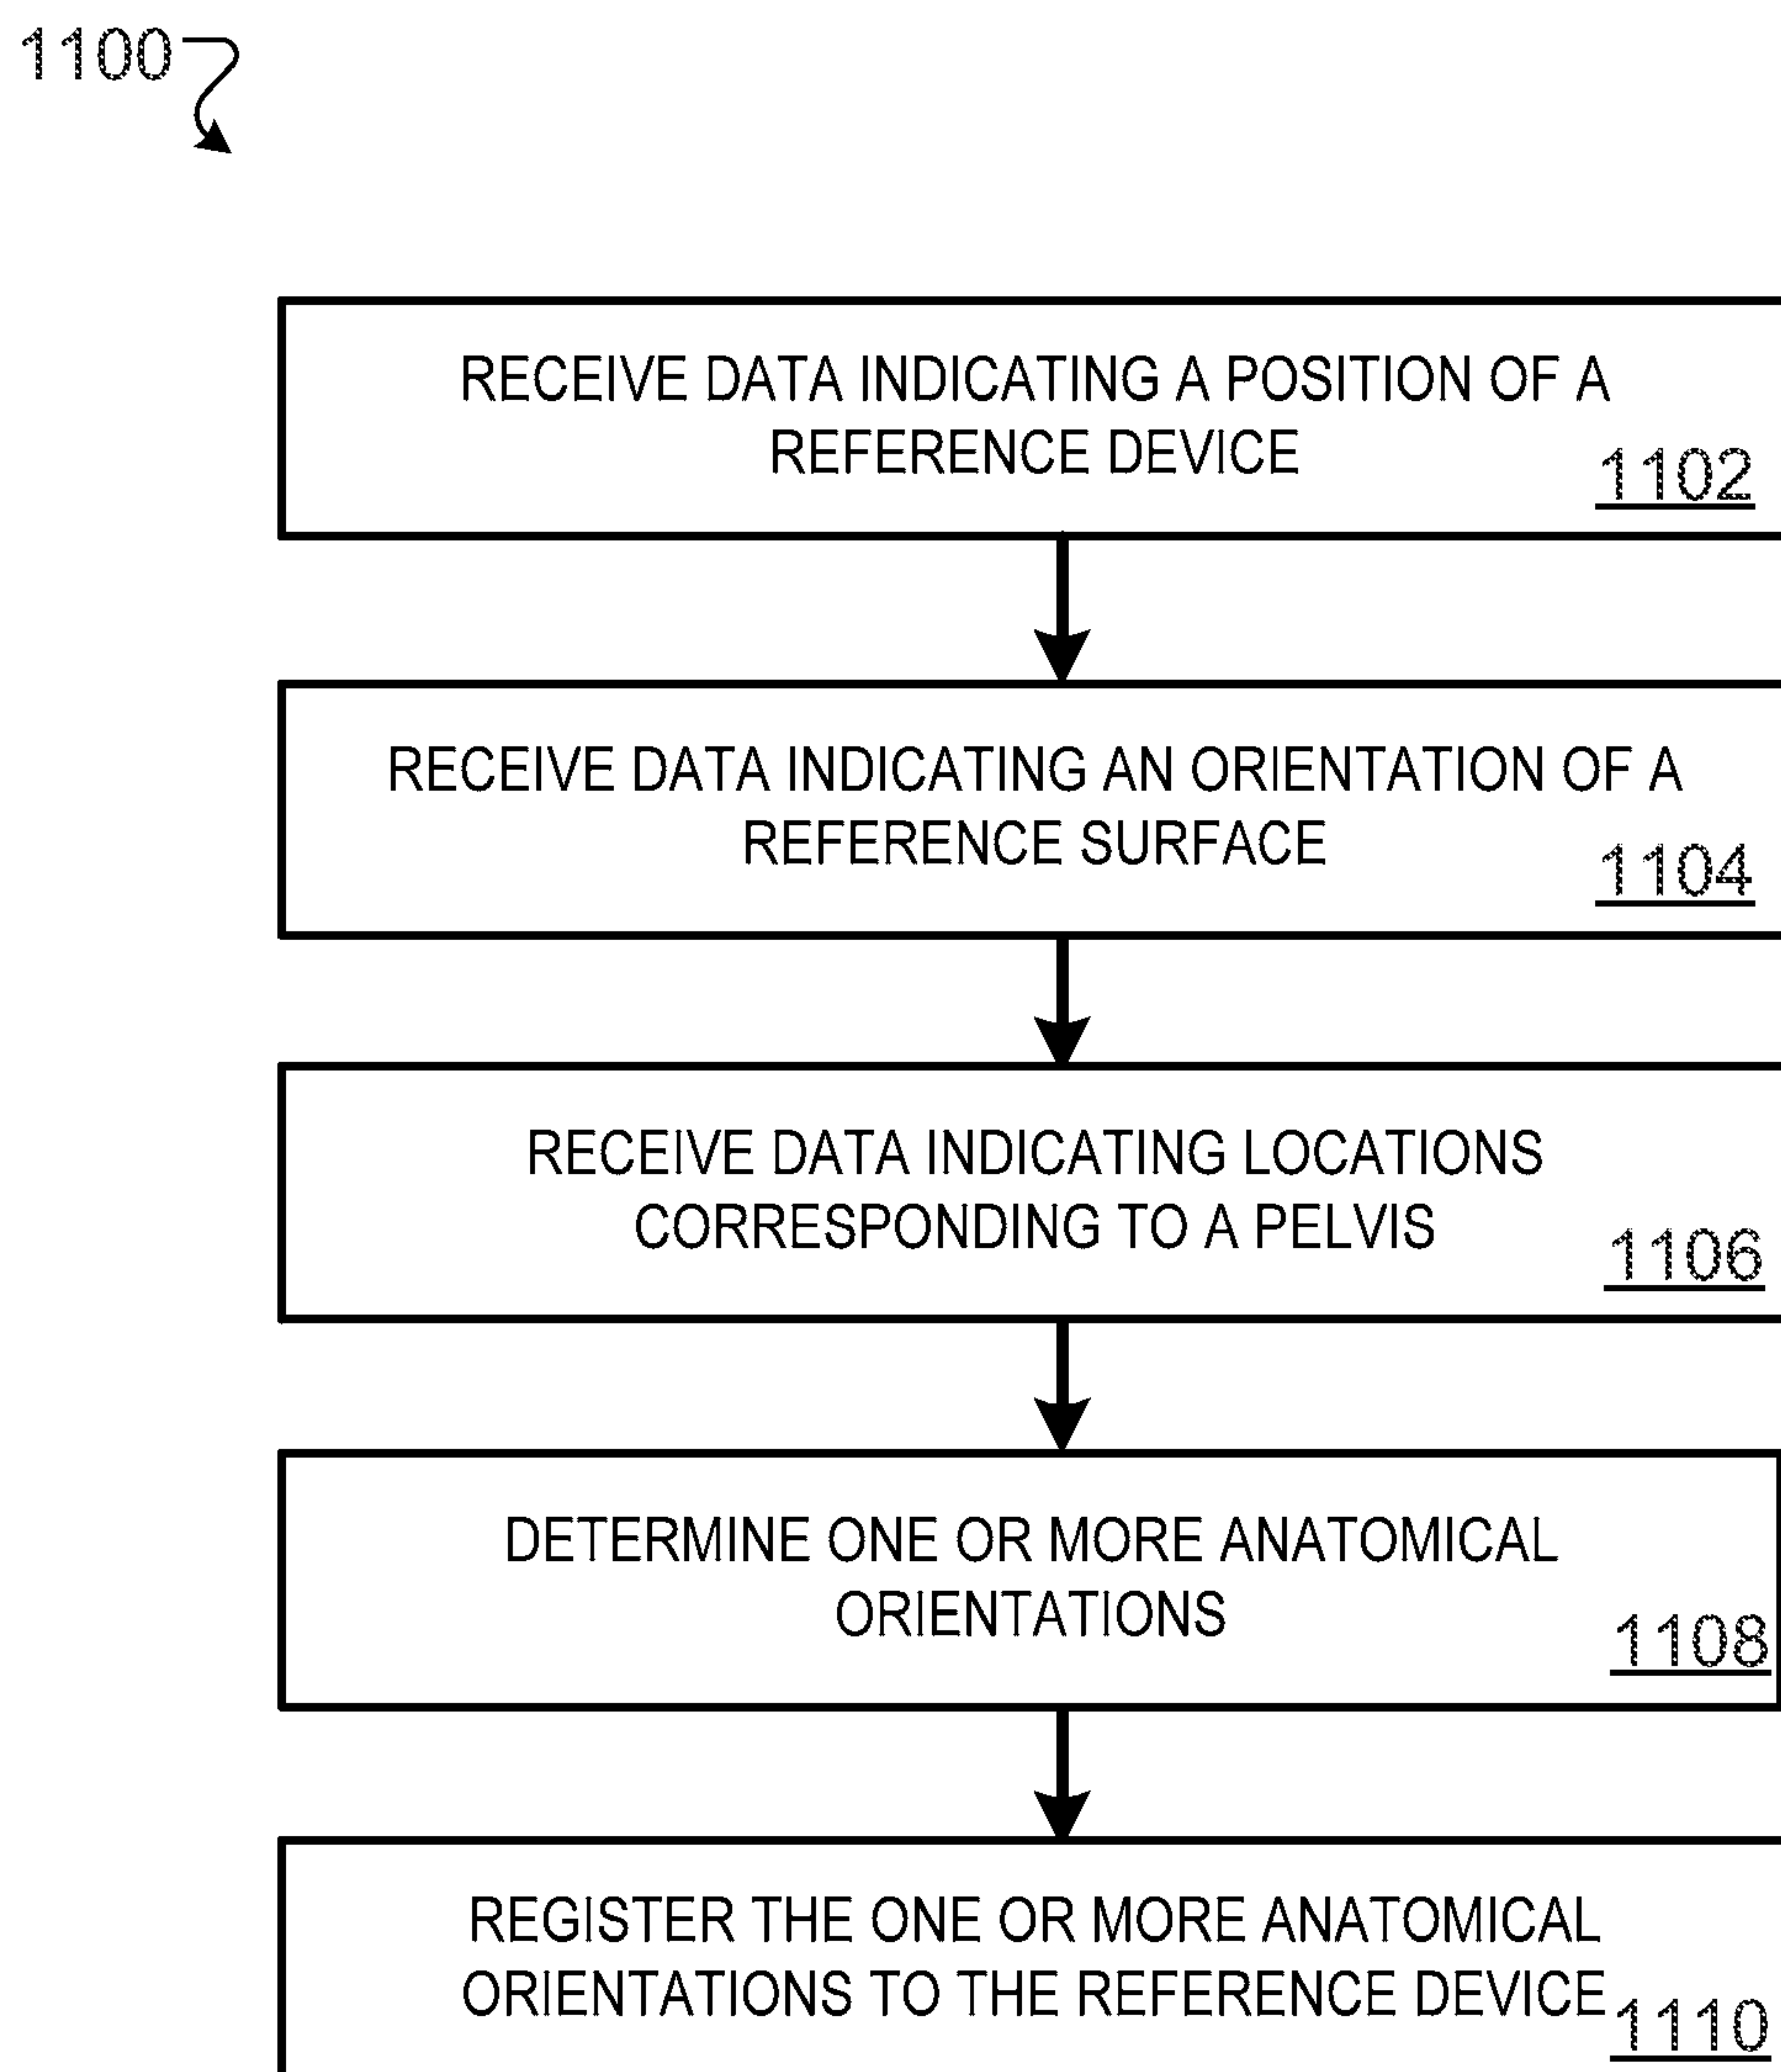 1100
RECEIVE DATA INDICATING A POSITION OF A
REFERENCE DEVICE
1102
RECEIVE DATA INDICATING AN ORIENTATION OF A
REFERENCE SURFACE
1104
RECEIVE DATA INDICATING LOCATIONS
CORRESPONDING TO A PELVIS
1106
DETERMINE ONE OR MORE ANATOMICAL
ORIENTATIONS
1108
REGISTER THE ONE OR MORE ANATOMICAL
ORIENTATIONS TO THE REFERENCE DEVICE
1110